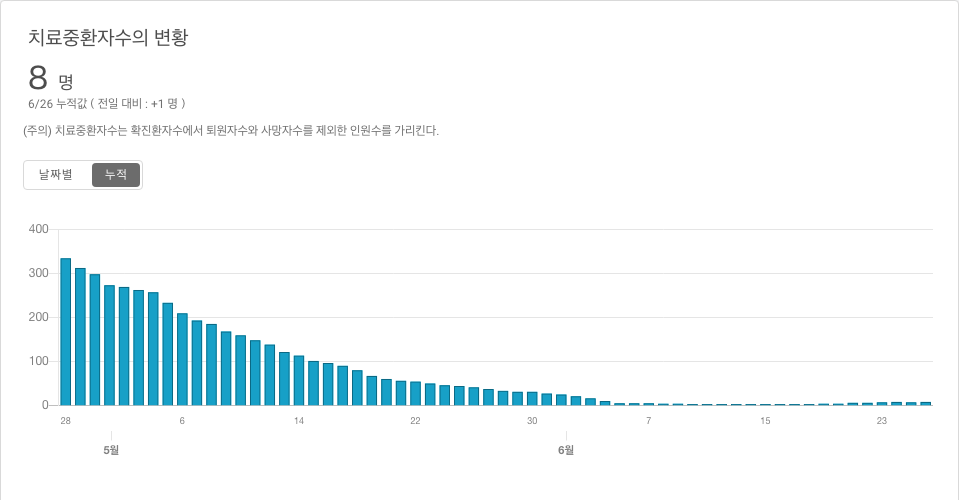 치료중환자수의 변황
8 명
6/26 누적값 ( 전일 대비 : +1 명 )
(주의) 치료중환자수는 확진환자수에서 퇴원자수와 사망자수를 제외한 인원수를 가리킨다.
날짜별 누적
400
300
200
100
0
28 6 14 22 30 7 15 23
5월 6월